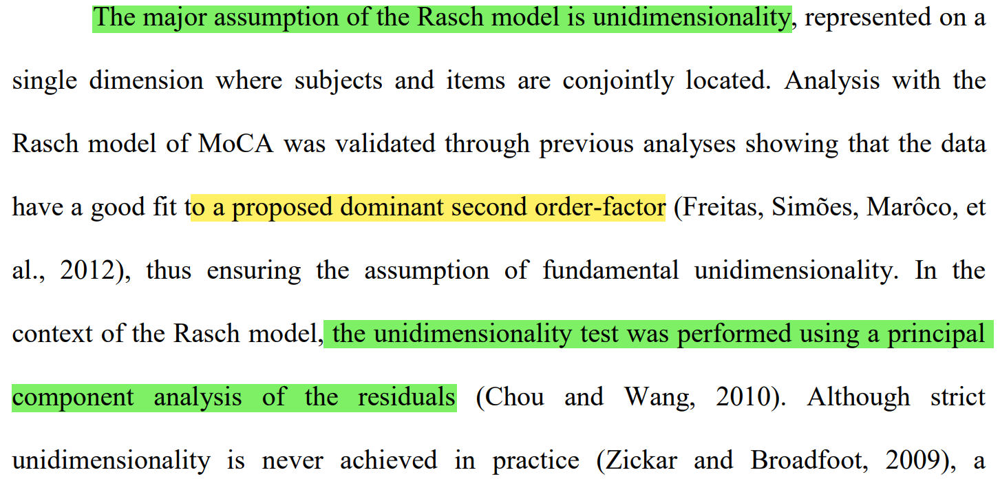 The major assumption of the Rasch model is unidimensionality, represented on a
single dimension where subjects and items are conjointly located. Analysis with the
Rasch model of MoCA was validated through previous analyses showing that the data
have a good fit to a proposed dominant second order-factor (Freitas, Simões, Marôco, et
al., 2012), thus ensuring the assumption of fundamental unidimensionality. In the
context of the Rasch model, the unidimensionality test was performed using a principal
component analysis of the residuals (Chou and Wang, 2010). Although strict
unidimensionality is never achieved in practice (Zickar and Broadfoot, 2009), a